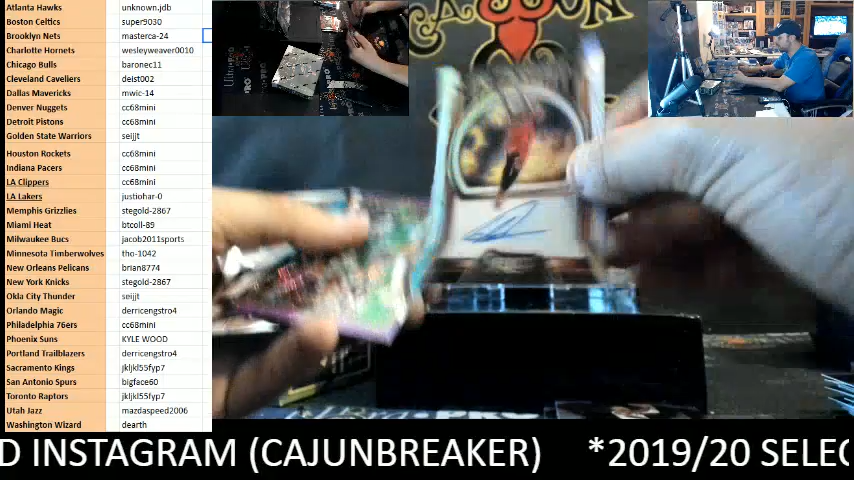 Atlanta Hawks unknown.jdb
Boston Celtics super9030
Brooklyn Nets masterca-24
Charlotte Hornets wesleyweaver0010
Chicago Bulls baronec11
Cleveland Cavaliers deist002
Dallas Mavericks mwic-14
Denver Nuggets cc68mini
Detroit Pistons cc68mini
Golden State Warriors seijjt
Houston Rockets cc68mini
Indiana Pacers cc68mini
LA Clippers cc68mini
LA Lakers justiohar-0
Memphis Grizzlies stegold-2867
Miami Heat btcoll-89
Milwaukee Bucs jacob2011sports
Minnesota Timberwolves tho-1042
New Orleans Pelicans brian8774
New York Knicks stegold-2867
Okla City Thunder seijjt
Orlando Magic derricengstro4
Philadelphia 76ers cc68mini
Phoenix Suns KYLE WOOD
Portland Trailblazers derricengstro4
Sacramento Kings jkljkl55fyp7
San Antonio Spurs bigface60
Toronto Raptors jkljkl55fyp7
Utah Jazz mazdaspeed2006
Washington Wizard dearth
CAJUN
D INSTAGRAM (CAJUNBREAKER) *2019/20 SELEC